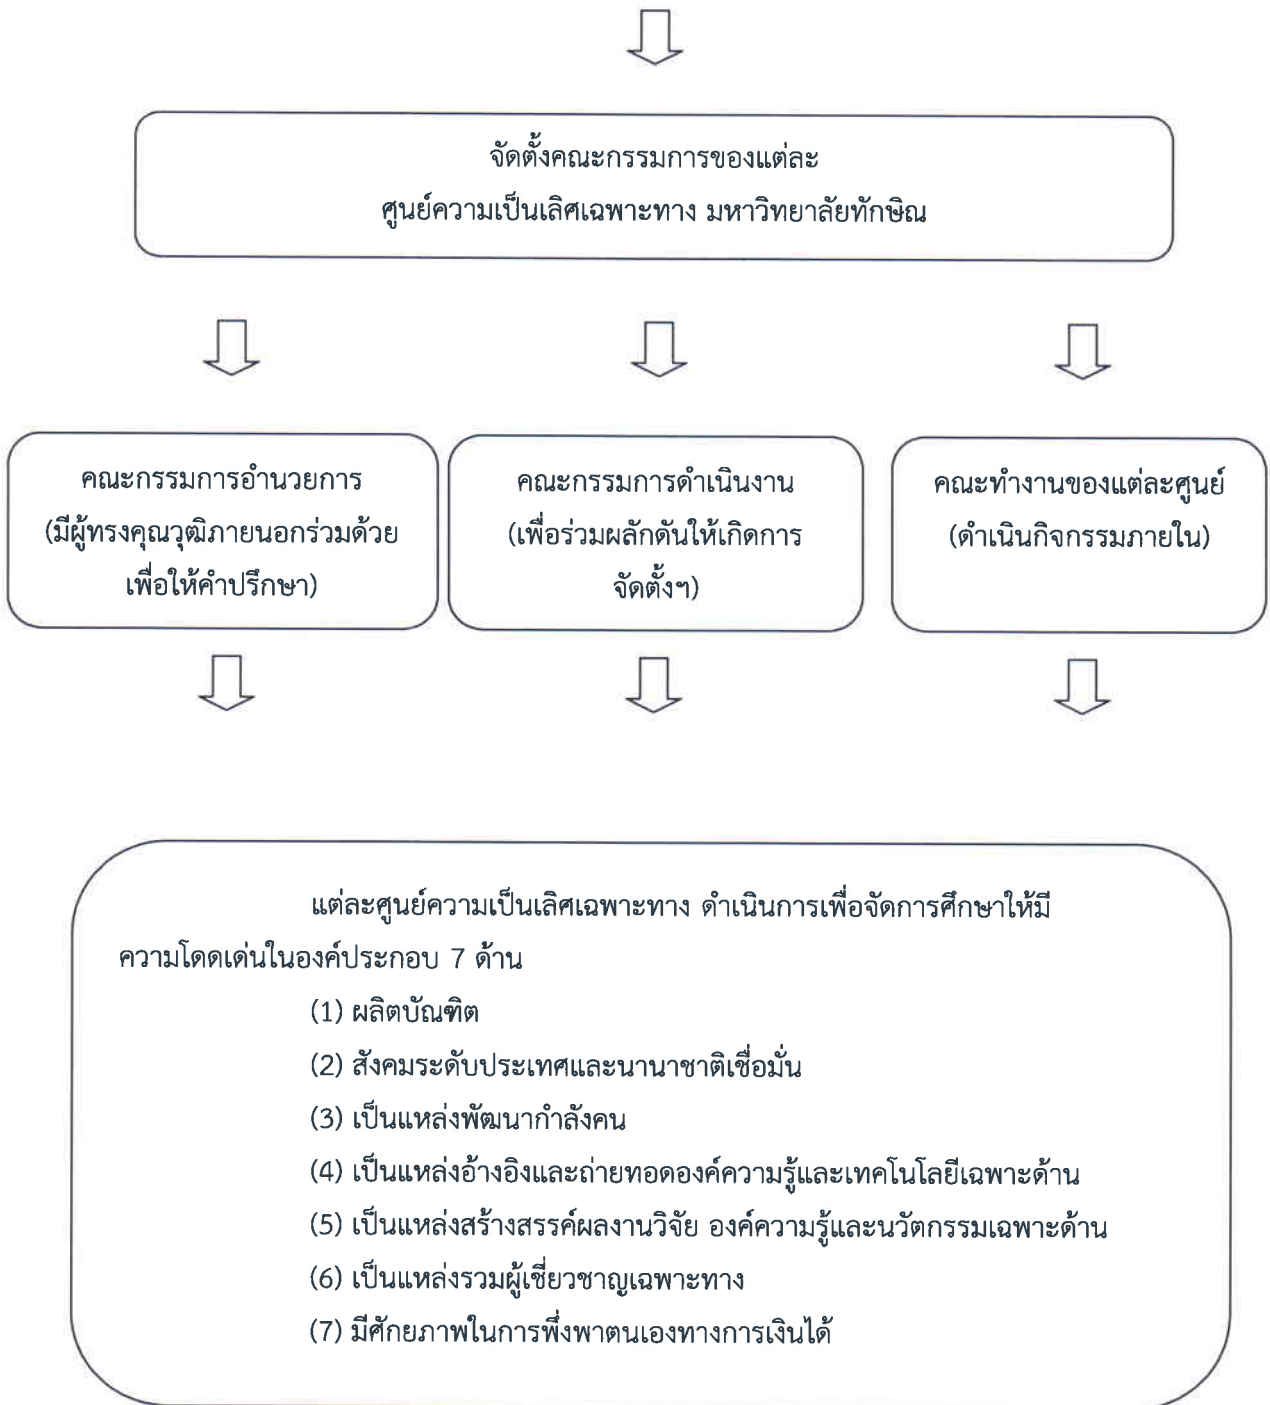 จัดตั้งคณะกรรมการของแต่ละ
ศูนย์ความเป็นเลิศเฉพาะทาง มหาวิทยาลัยทักษิณ
คณะกรรมการอำนวยการ
(มีผู้ทรงคุณวุฒิภายนอกร่วมด้วย
เพื่อให้คำปรึกษา)
คณะกรรมการดำเนินงาน
(เพื่อร่วมผลักดันให้เกิดการ
จัดตั้งฯ)
คณะทำงานของแต่ละศูนย์
(ดำเนินกิจกรรมภายใน)
แต่ละศูนย์ความเป็นเลิศเฉพาะทาง ดำเนินการเพื่อจัดการศึกษาให้มี
ความโดดเด่นในองค์ประกอบ 7 ด้าน
(1) ผลิตบัณฑิต
(2) สังคมระดับประเทศและนานาชาติเชื่อมั่น
(3) เป็นแหล่งพัฒนากำลังคน
(4) เป็นแหล่งอ้างอิงและถ่ายทอดองค์ความรู้และเทคโนโลยีเฉพาะด้าน
(5) เป็นแหล่งสร้างสรรค์ผลงานวิจัย องค์ความรู้และนวัตกรรมเฉพาะด้าน
(6) เป็นแหล่งรวมผู้เชี่ยวชาญเฉพาะทาง
(7) มีศักยภาพในการพึ่งพาตนเองทางการเงินได้